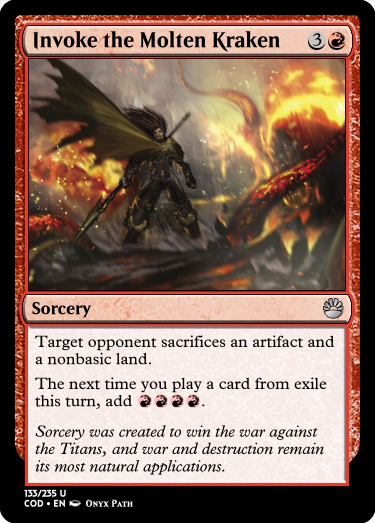 Invoke the Molten Kraken 3
Sorcery
Target opponent sacrifices an artifact and
a nonbasic land.
The next time you play a card from exile
this turn, add .
Sorcery was created to win the war against
the Titans, and war and destruction remain
its most natural applications.
133/235 U
COD • EN Onyx Path